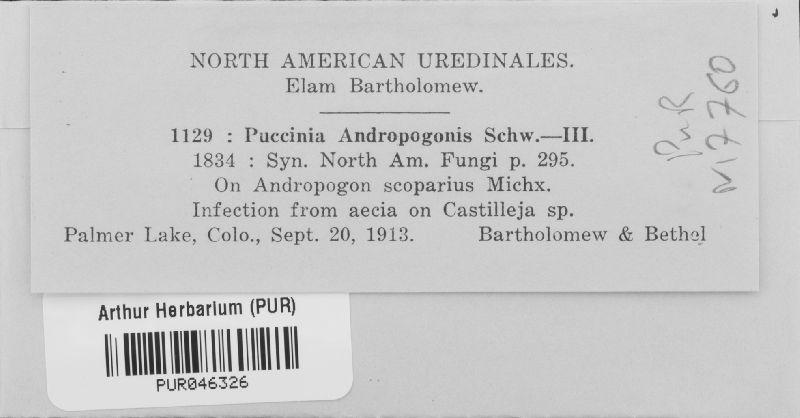 NORTH AMERICAN UREDINALES.
Elam Bartholomew.
1129 : Puccinia Andropogonis Schw.—III.
1834 : Syn. North Am. Fungi p. 295.
On Andropogon scoparius Michx.
Infection from aecia on Castilleja sp.
Palmer Lake, Colo., Sept. 20, 1913. Bartholomew & Bethel
PUR
N17760
Arthur Herbarium (PUR)
PUR046326